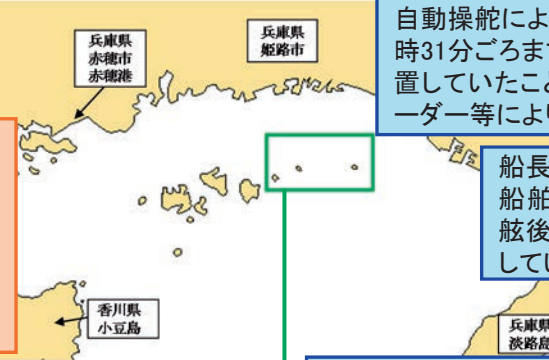 自動操舵によ
時31分ごろま
置していたこ
ーダー等によ
兵庫県
赤穂市
赤穂港
兵庫県
姫路市
船長
船舶
舷後
してい
香川県
小豆島
兵庫県
淡路島